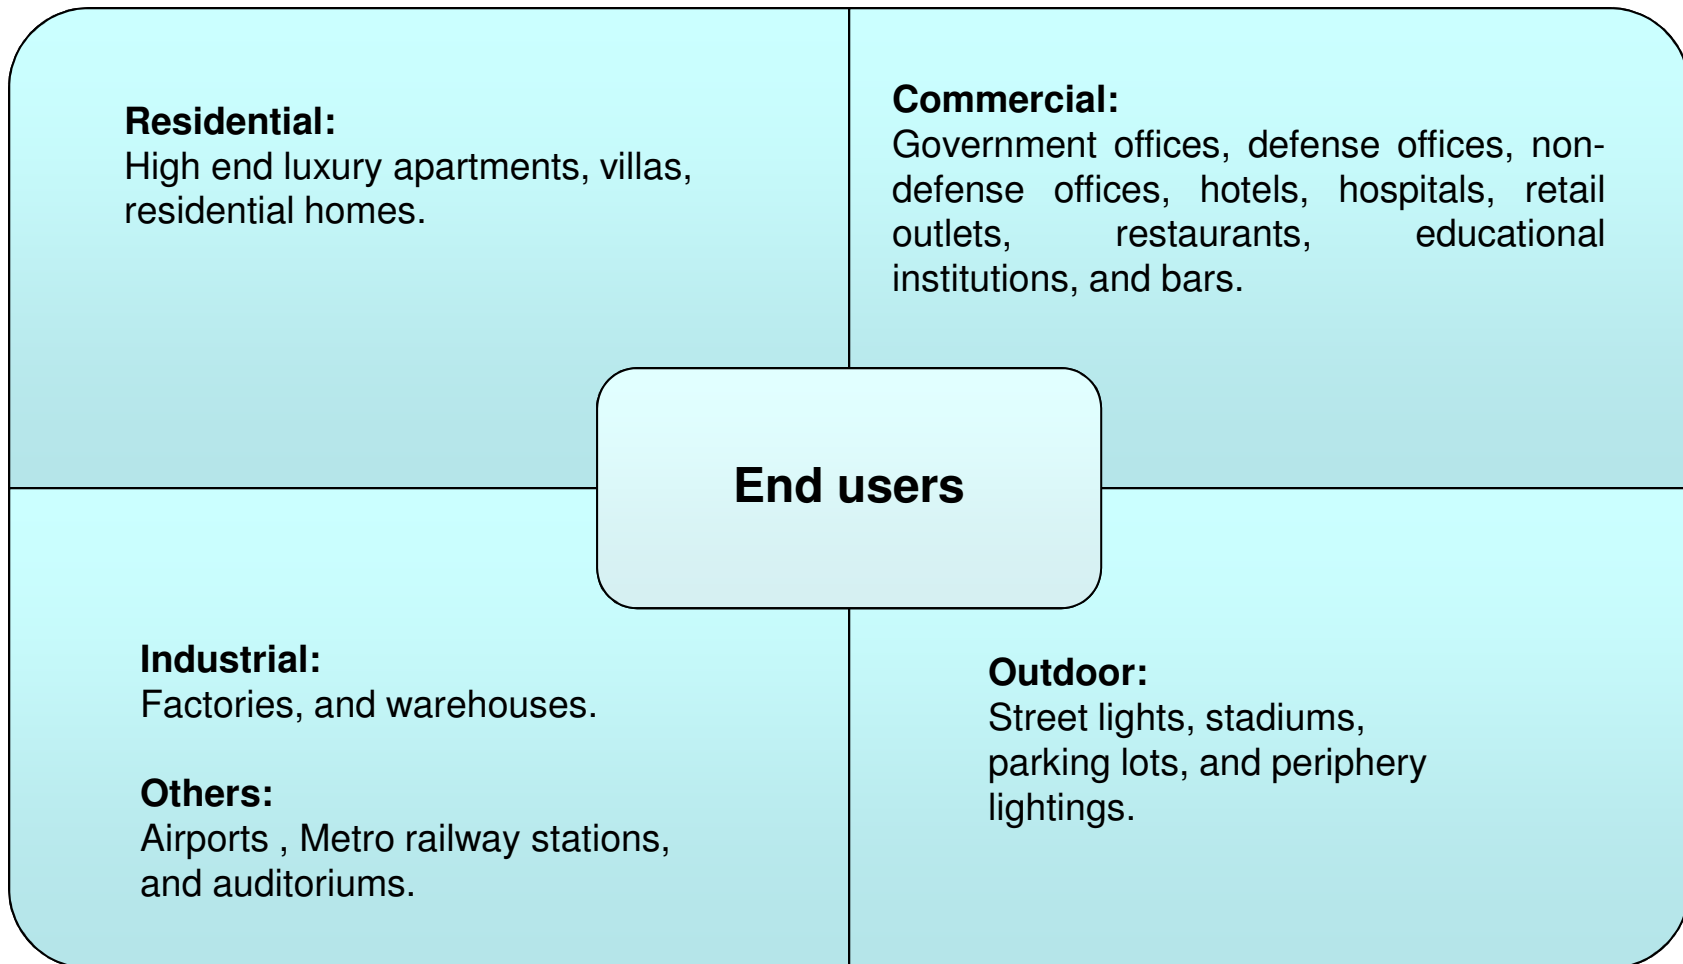 Residential:
High end luxury apartments, villas,
residential homes.
Commercial:
Government offices, defense offices, non-
defense offices, hotels, hospitals, retail
outlets, restaurants, educational
institutions, and bars.
End users
Industrial:
Factories, and warehouses.
Others:
Airports , Metro railway stations,
and auditoriums.
Outdoor:
Street lights, stadiums,
parking lots, and periphery
lightings.